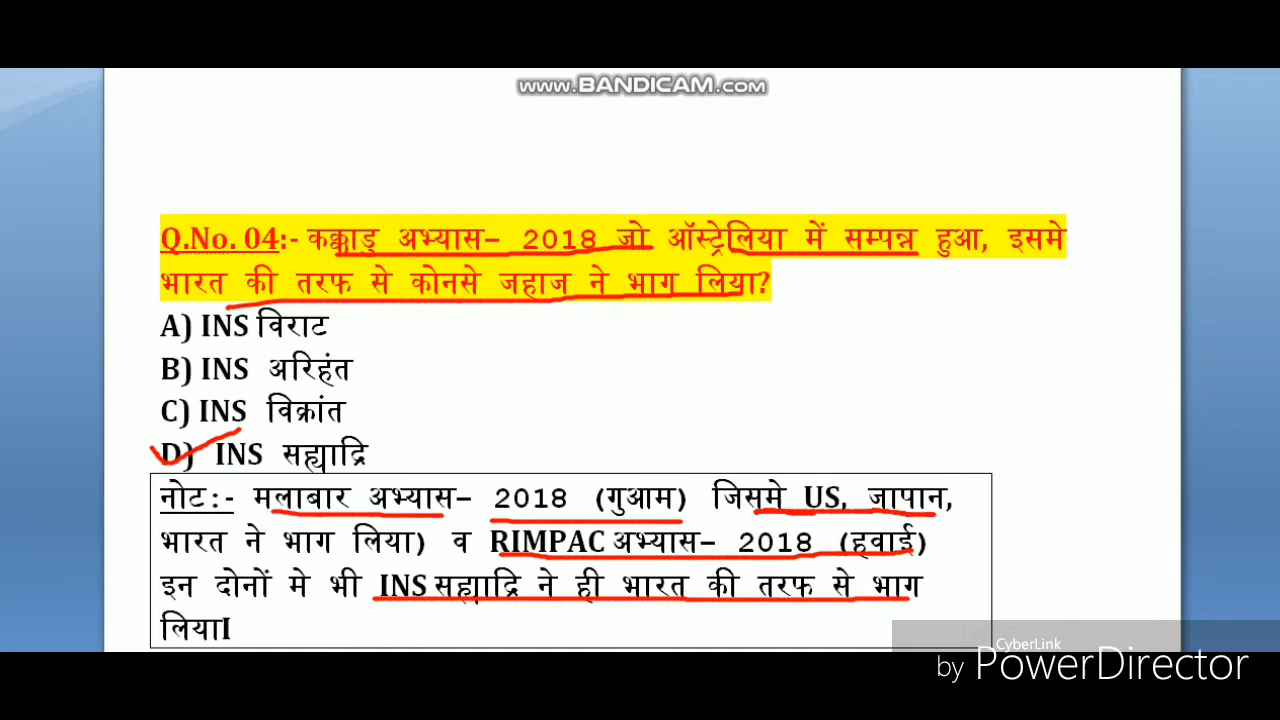 www.BANDICAM.com
Q.No. 04:- कक्काडु अभ्यास– 2018 जो ऑस्ट्रेलिया में सम्पन्न हुआ, इसमे
भारत की तरफ से कोनसे जहाज ने भाग लिया?
A) INS विराट
B) INS अरिहंत
C) INS विक्रांत
D) INS सह्याद्रि
नोट:- मलाबार अभ्यास– 2018 (गुआम) जिसमे US, जापान,
भारत ने भाग लिया) व RIMPAC अभ्यास– 2018 (हवाई)
इन दोनों मे भी INS सह्याद्रि ने ही भारत की तरफ से भाग
लियाI
CyberLink
by PowerDirector